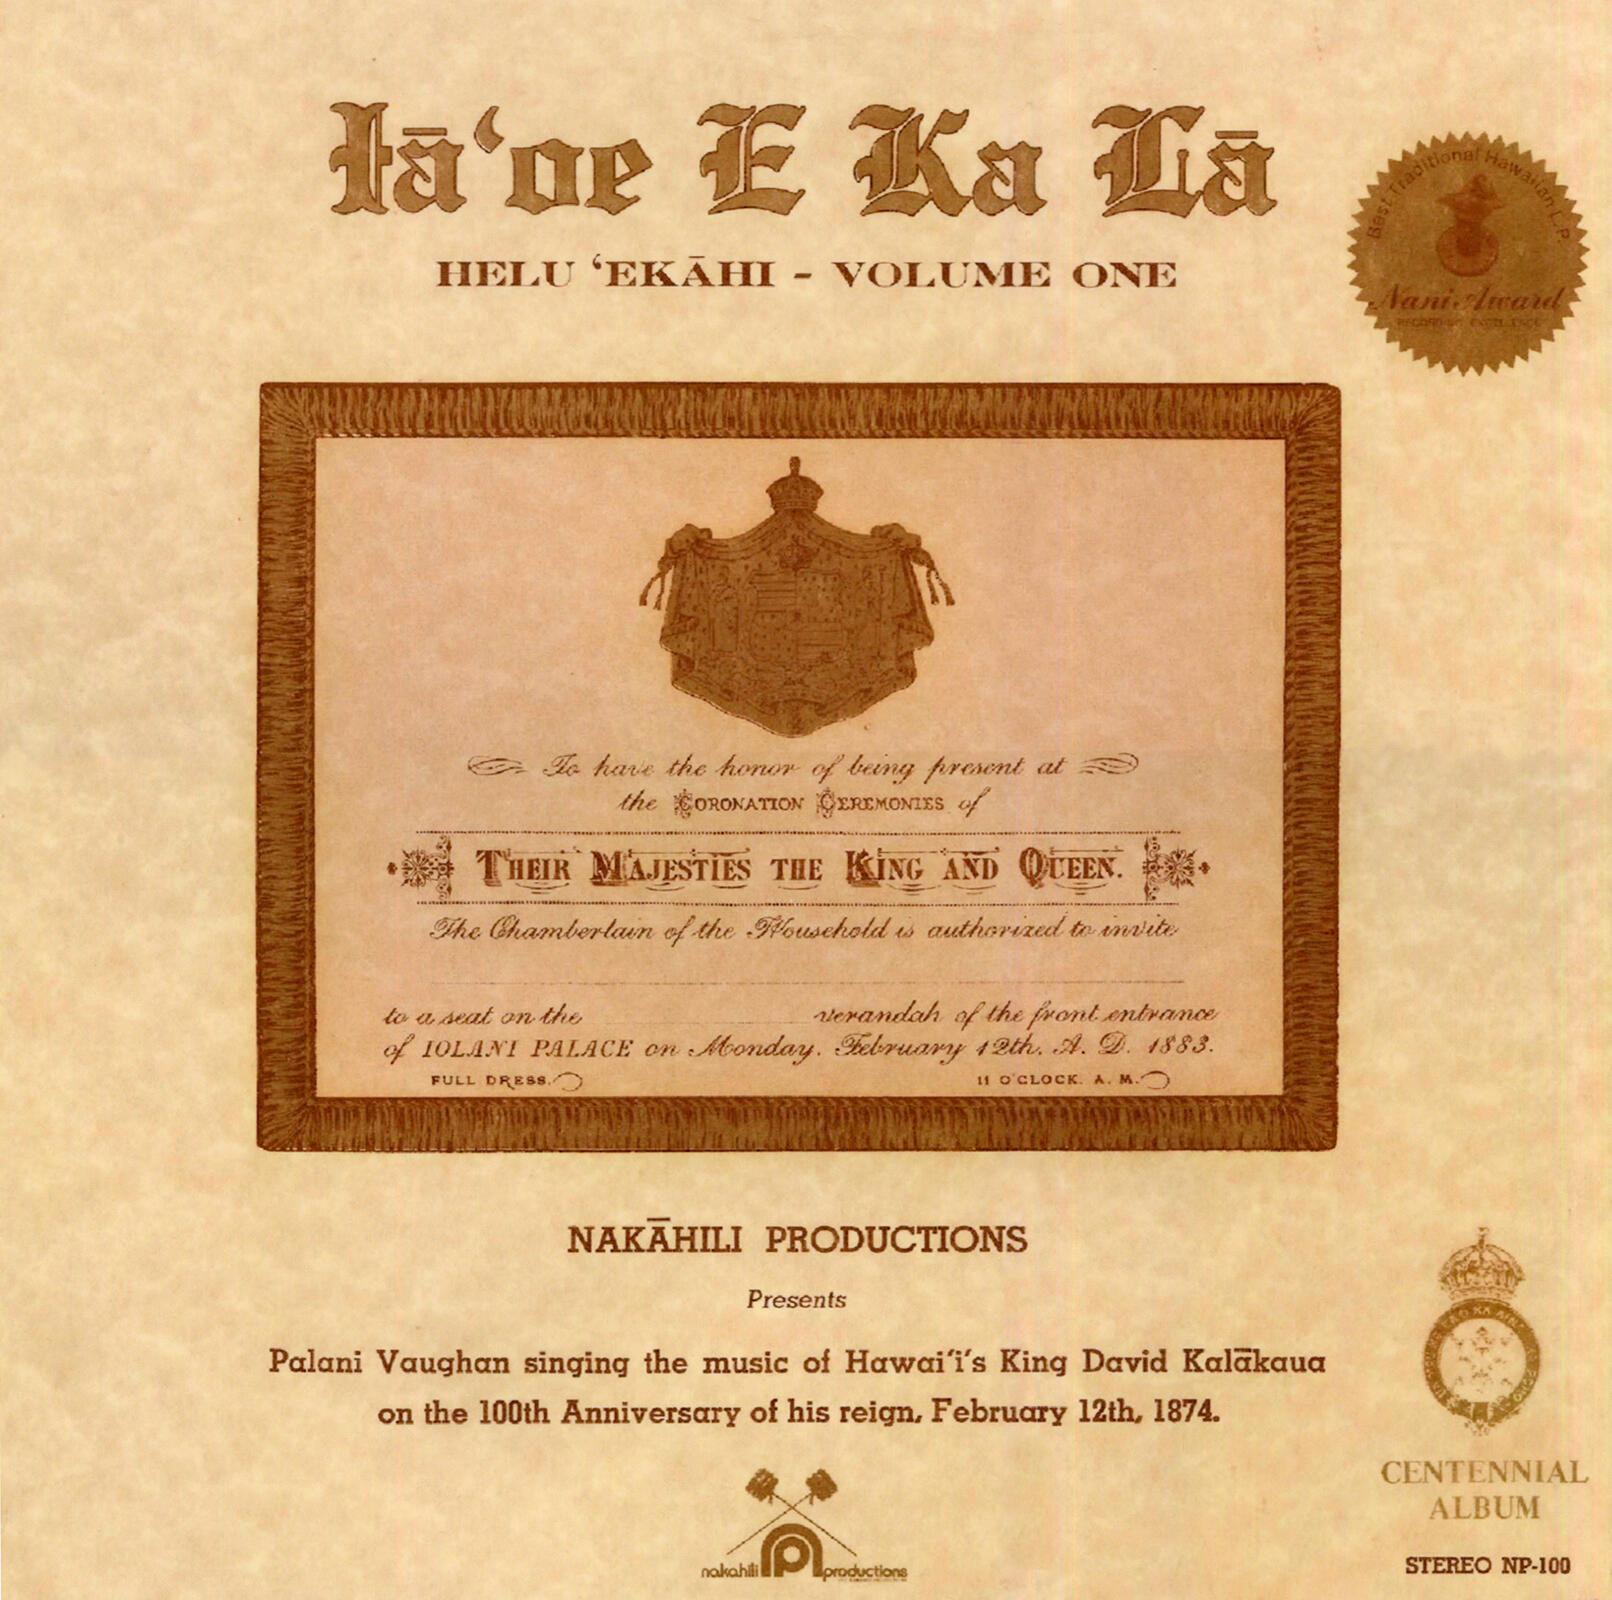 Iā‘oe E Ka Lā
HELU ‘EKĀHI - VOLUME ONE
Best Traditional Hawaiian L.P.
Nani Award
To have the honor of being present at
the CORONATION CEREMONIES of
THEIR MAJESTIES THE KING AND QUEEN.
The Chamberlain of the Household is authorized to invite
to a seat on the verandah of the front entrance
of IOLANI PALACE on Monday. February 12th. A. D. 1883.
FULL DRESS. 11 O'CLOCK. A. M.
NAKĀHILI PRODUCTIONS
Presents
Palani Vaughan singing the music of Hawai‘i‘s King David Kalākaua
on the 100th Anniversary of his reign, February 12th, 1874.
CENTENNIAL
ALBUM
STEREO NP-100
nakahili productions